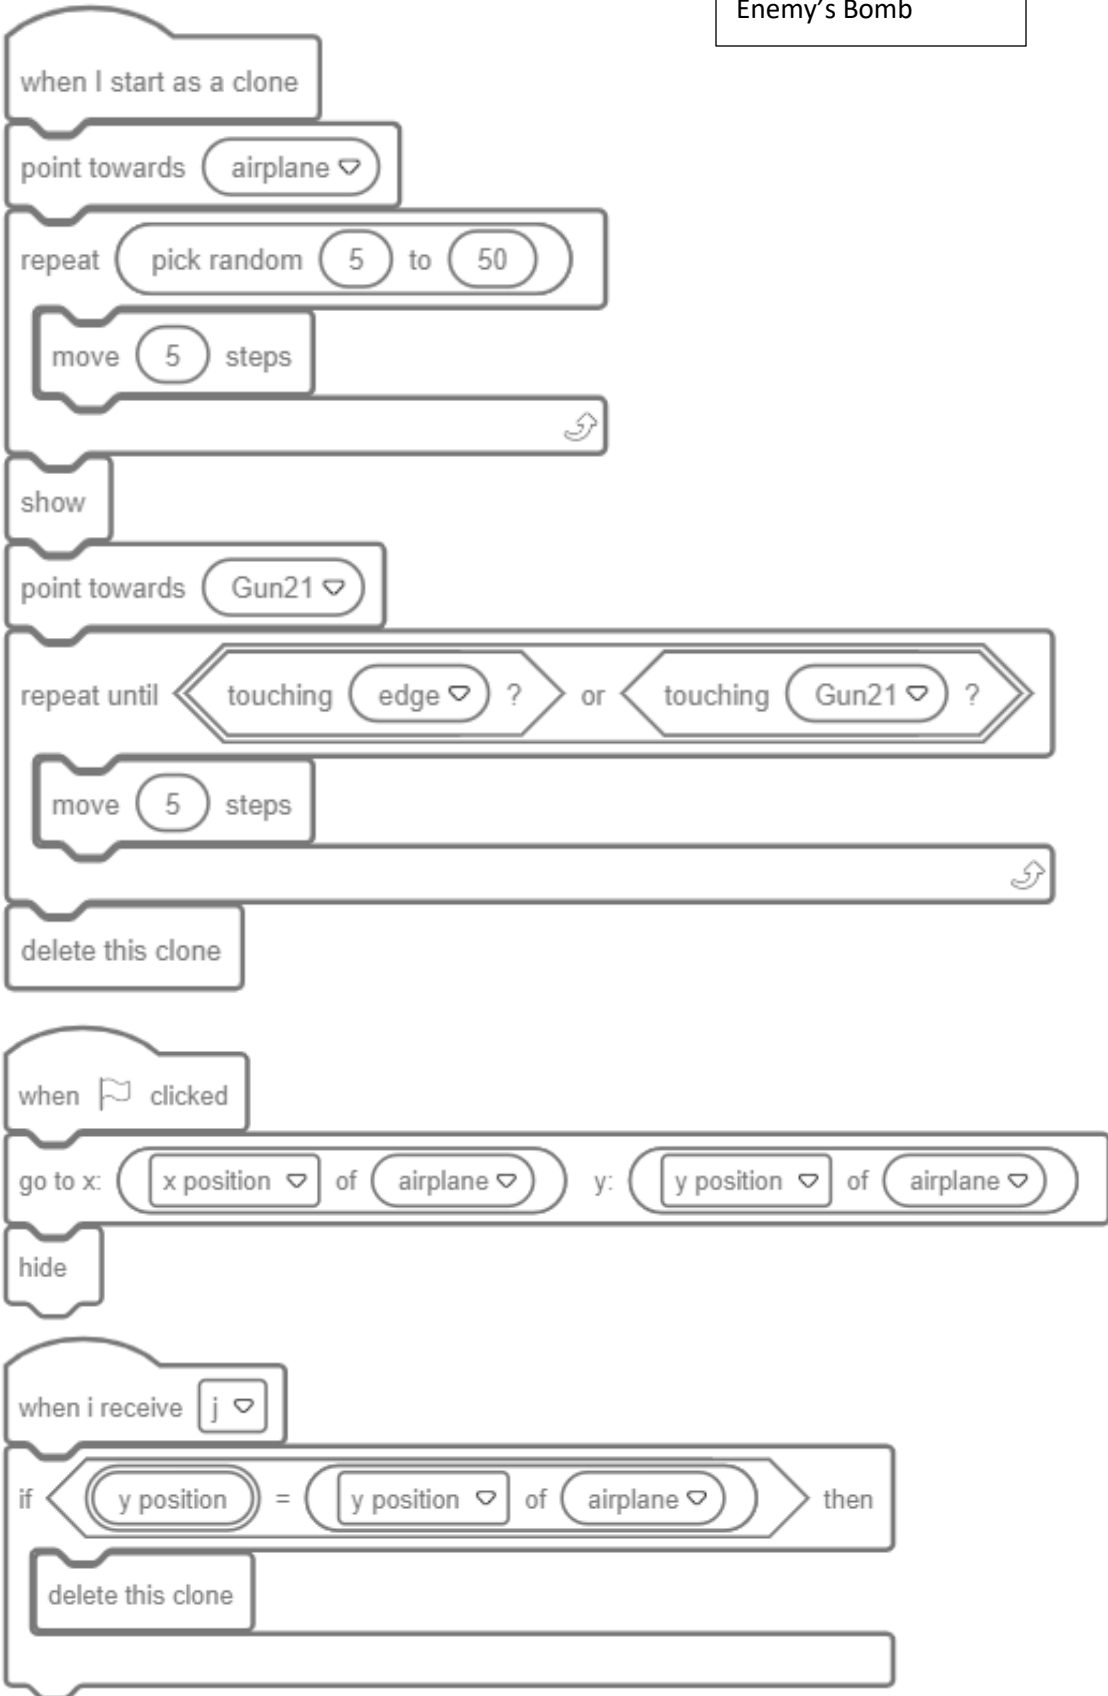 Enemy's Bomb
when I start as a clone
point towards airplane
repeat pick random 5 to 50
move 5 steps
show
point towards Gun21
repeat until touching edge ? or touching Gun21 ?
move 5 steps
delete this clone
when clicked
go to x: x position of airplane y: y position of airplane
hide
when i receive j
if y position = y position of airplane then
delete this clone